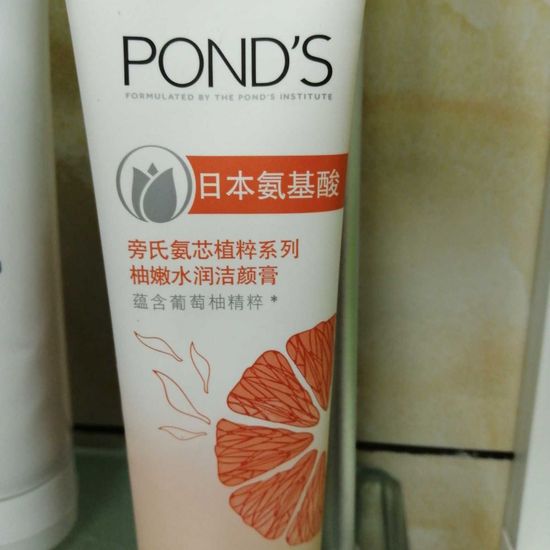 POND'S
FORMULATED BY THE POND'S INSTITUTE
日本氨基酸
旁氏氨芯植粹系列
柚嫩水润洁颜膏
蕴含葡萄柚精粹*